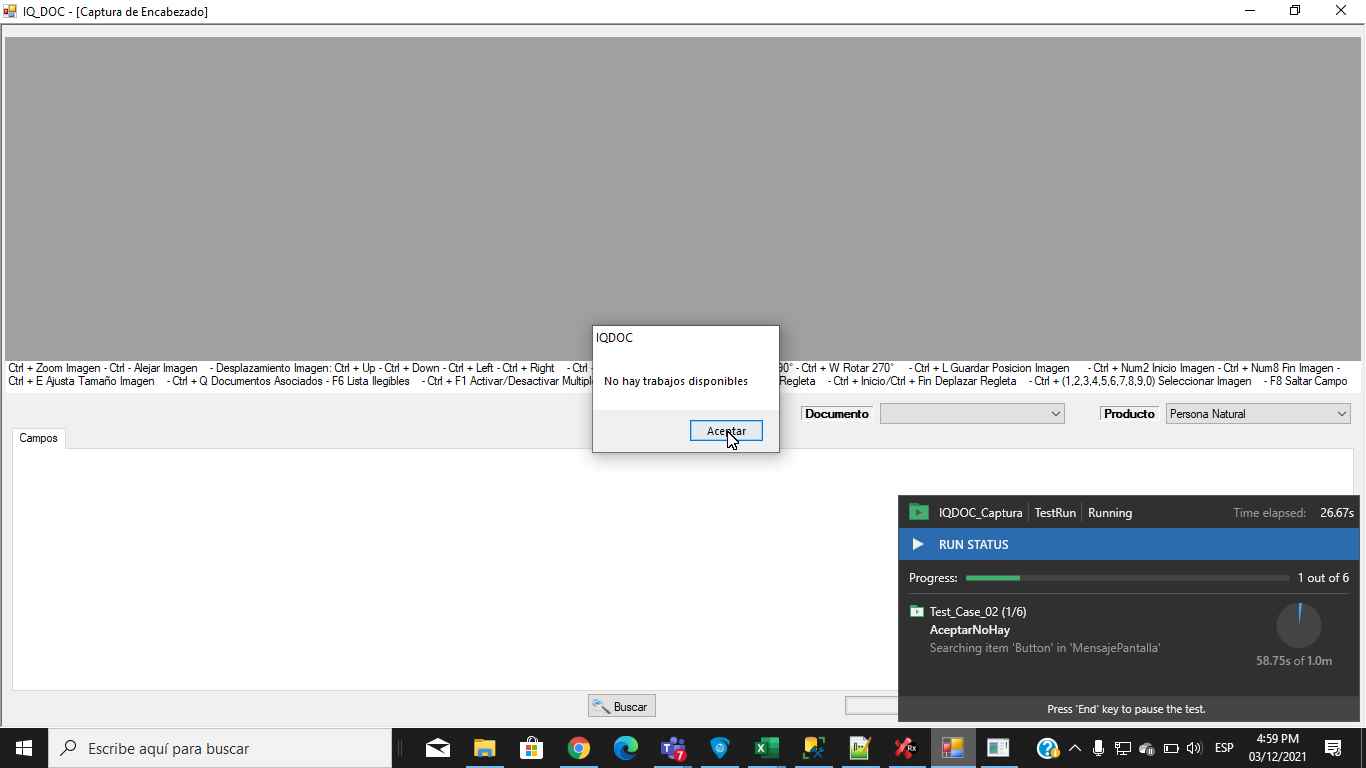 IQ_DOC - [Captura de Encabezado]
Ctrl + Zoom Imagen - Ctrl - Alejar Imagen - Desplazamiento Imagen: Ctrl + Up - Ctrl + Down - Ctrl + Left - Ctrl + Right - Ctrl - Ctrl + W Rotar 270° - Ctrl + L Guardar Posicion Imagen - Ctrl + Num2 Inicio Imagen - Ctrl + Num8 Fin Imagen -
Ctrl + E Ajusta Tamaño Imagen - Ctrl + Q Documentos Asociados - F6 Lista Ilegibles - Ctrl + F1 Activar/Desactivar Regleta - Ctrl + Inicio/Ctrl + Fin Deplazar Regleta - Ctrl + (1,2,3,4,5,6,7,8,9,0) Seleccionar Imagen - F8 Saltar Campo
IQDOC
No hay trabajos disponibles
Aceptar
Documento
Producto Persona Natural
Campos
Buscar
IQDOC_Captura TestRun Running Time elapsed: 26.67s
RUN STATUS
Progress: 1 out of 6
Test_Case_02 (1/6)
AceptarNoHay
Searching item 'Button' in 'MensajePantalla'
58.75s of 1.0m
Press 'End' key to pause the test.
Escribe aquí para buscar
7
ESP
4:59 PM
03/12/2021